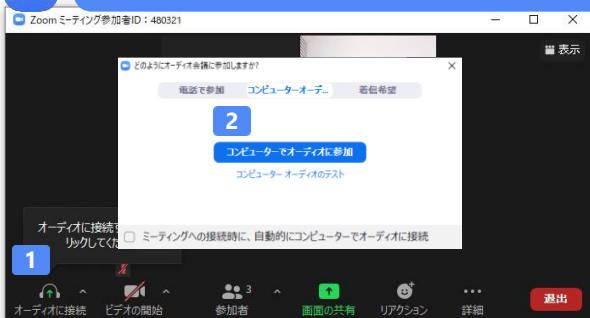 Zoom ミーティング参加者ID：480321
表示
どのようにオーディオ会議に参加しますか?
電話で参加 コンピューターオーデ... 着信希望
2
コンピューターでオーディオに参加
コンピューター オーディオのテスト
オーディオに接続
リックしてくだ
ミーティングへの接続時に、自動的にコンピューターでオーディオに接続
1
3
オーディオに接続 ビデオの開始 参加者 画面の共有 リアクション 詳細 退出